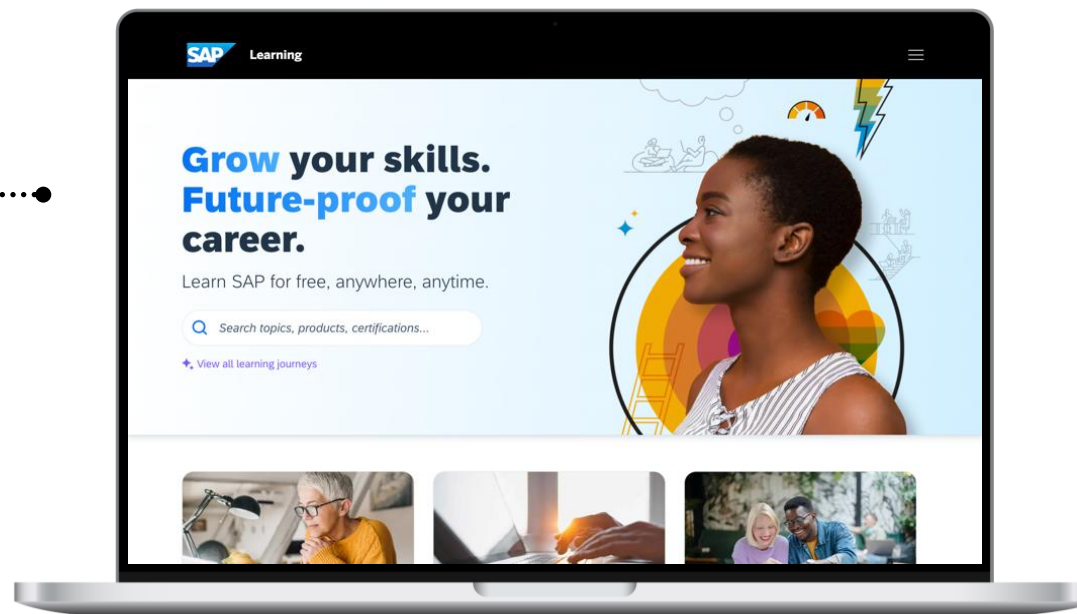 SAP Learning
Grow your skills.
Future-proof your
career.
Learn SAP for free, anywhere, anytime.
Search topics, products, certifications...
View all learning journeys